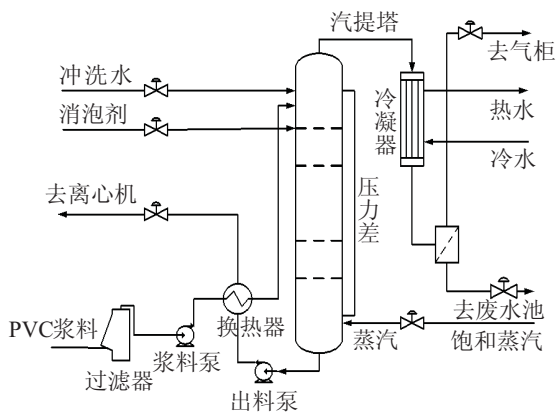 汽提塔
去气柜
冲洗水
冷凝器
热水
消泡剂
冷水
去离心机
压力差
去废水池
PVC浆料
换热器
蒸汽
饱和蒸汽
浆料泵
过滤器
出料泵